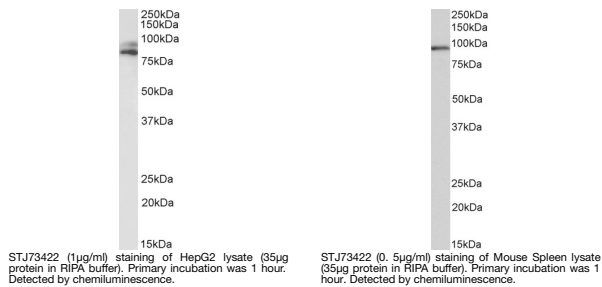 250kDa
150kDa
100kDa
75kDa
50kDa
37kDa
25kDa
20kDa
15kDa
STJ73422 (1µg/ml) staining of HepG2 lysate (35µg
protein in RIPA buffer). Primary incubation was 1 hour.
Detected by chemiluminescence.
250kDa
150kDa
100kDa
75kDa
50kDa
37kDa
25kDa
20kDa
15kDa
STJ73422 (0. 5µg/ml) staining of Mouse Spleen lysate
(35µg protein in RIPA buffer). Primary incubation was 1
hour. Detected by chemiluminescence.